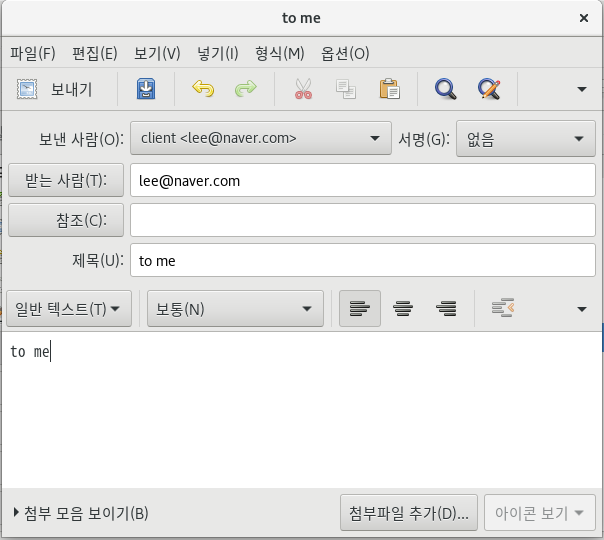 to me
파일(F) 편집(E) 보기(V) 넣기(I) 형식(M) 옵션(O)
보내기
보낸 사람(O): client <lee@naver.com> 서명(G): 없음
받는 사람(T): lee@naver.com
참조(C):
제목(U): to me
일반 텍스트(T) 보통(N)
to me
첨부 모음 보이기(B) 첨부파일 추가(D)... 아이콘 보기